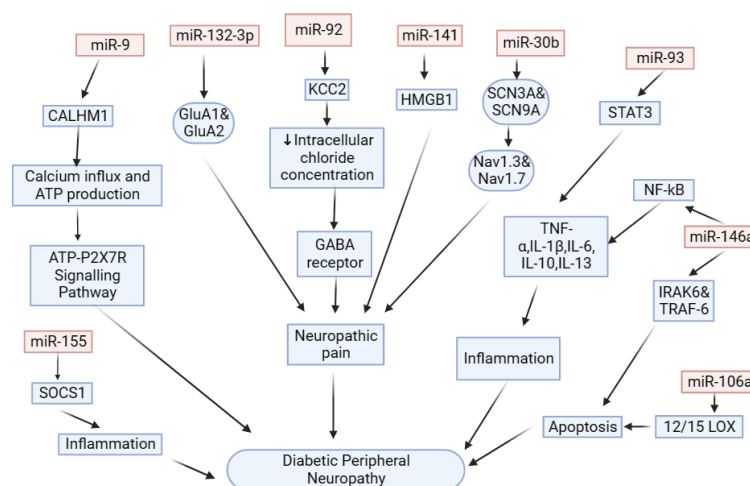 miR-9
miR-132-3p
miR-92
miR-141
miR-30b
miR-93
CALHM1
GluA1&
GluA2
KCC2
HMGB1
SCN3A&
SCN9A
STAT3
↓Intracellular
chloride
concentration
Calcium influx and
ATP production
Nav1.3&
Nav1.7
NF-kB
miR-146a
ATP-P2X7R
Signalling
Pathway
GABA
receptor
TNF-
α,IL-1β,IL-6,
IL-10,IL-13
IRAK6&
TRAF-6
miR-155
SOCS1
Inflammation
Neuropathic
pain
Inflammation
miR-106a
Apoptosis
12/15 LOX
Diabetic Peripheral
Neuropathy